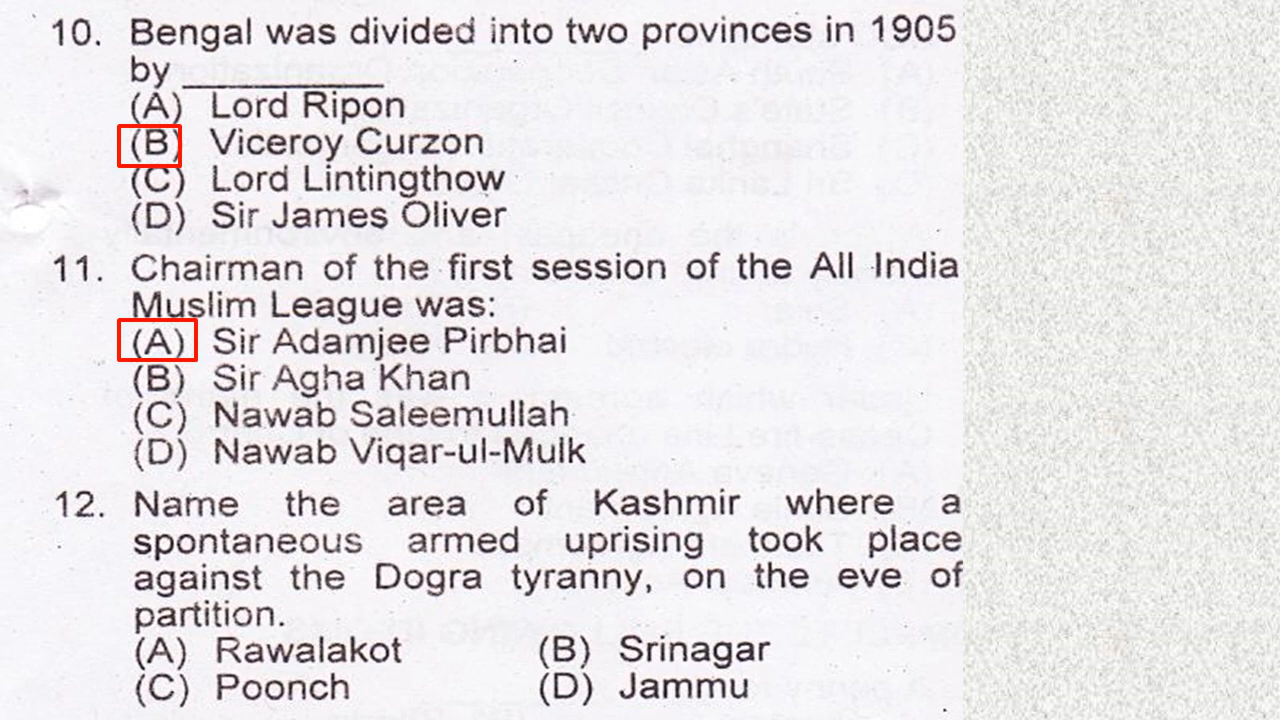 10. Bengal was divided into two provinces in 1905
by
(A) Lord Ripon
(B) Viceroy Curzon
(C) Lord Lintingthow
(D) Sir James Oliver
11. Chairman of the first session of the All India
Muslim League was:
(A) Sir Adamjee Pirbhai
(B) Sir Agha Khan
(C) Nawab Saleemullah
(D) Nawab Viqar-ul-Mulk
12. Name the area of Kashmir where a
spontaneous armed uprising took place
against the Dogra tyranny, on the eve of
partition.
(A) Rawalakot (B) Srinagar
(C) Poonch (D) Jammu